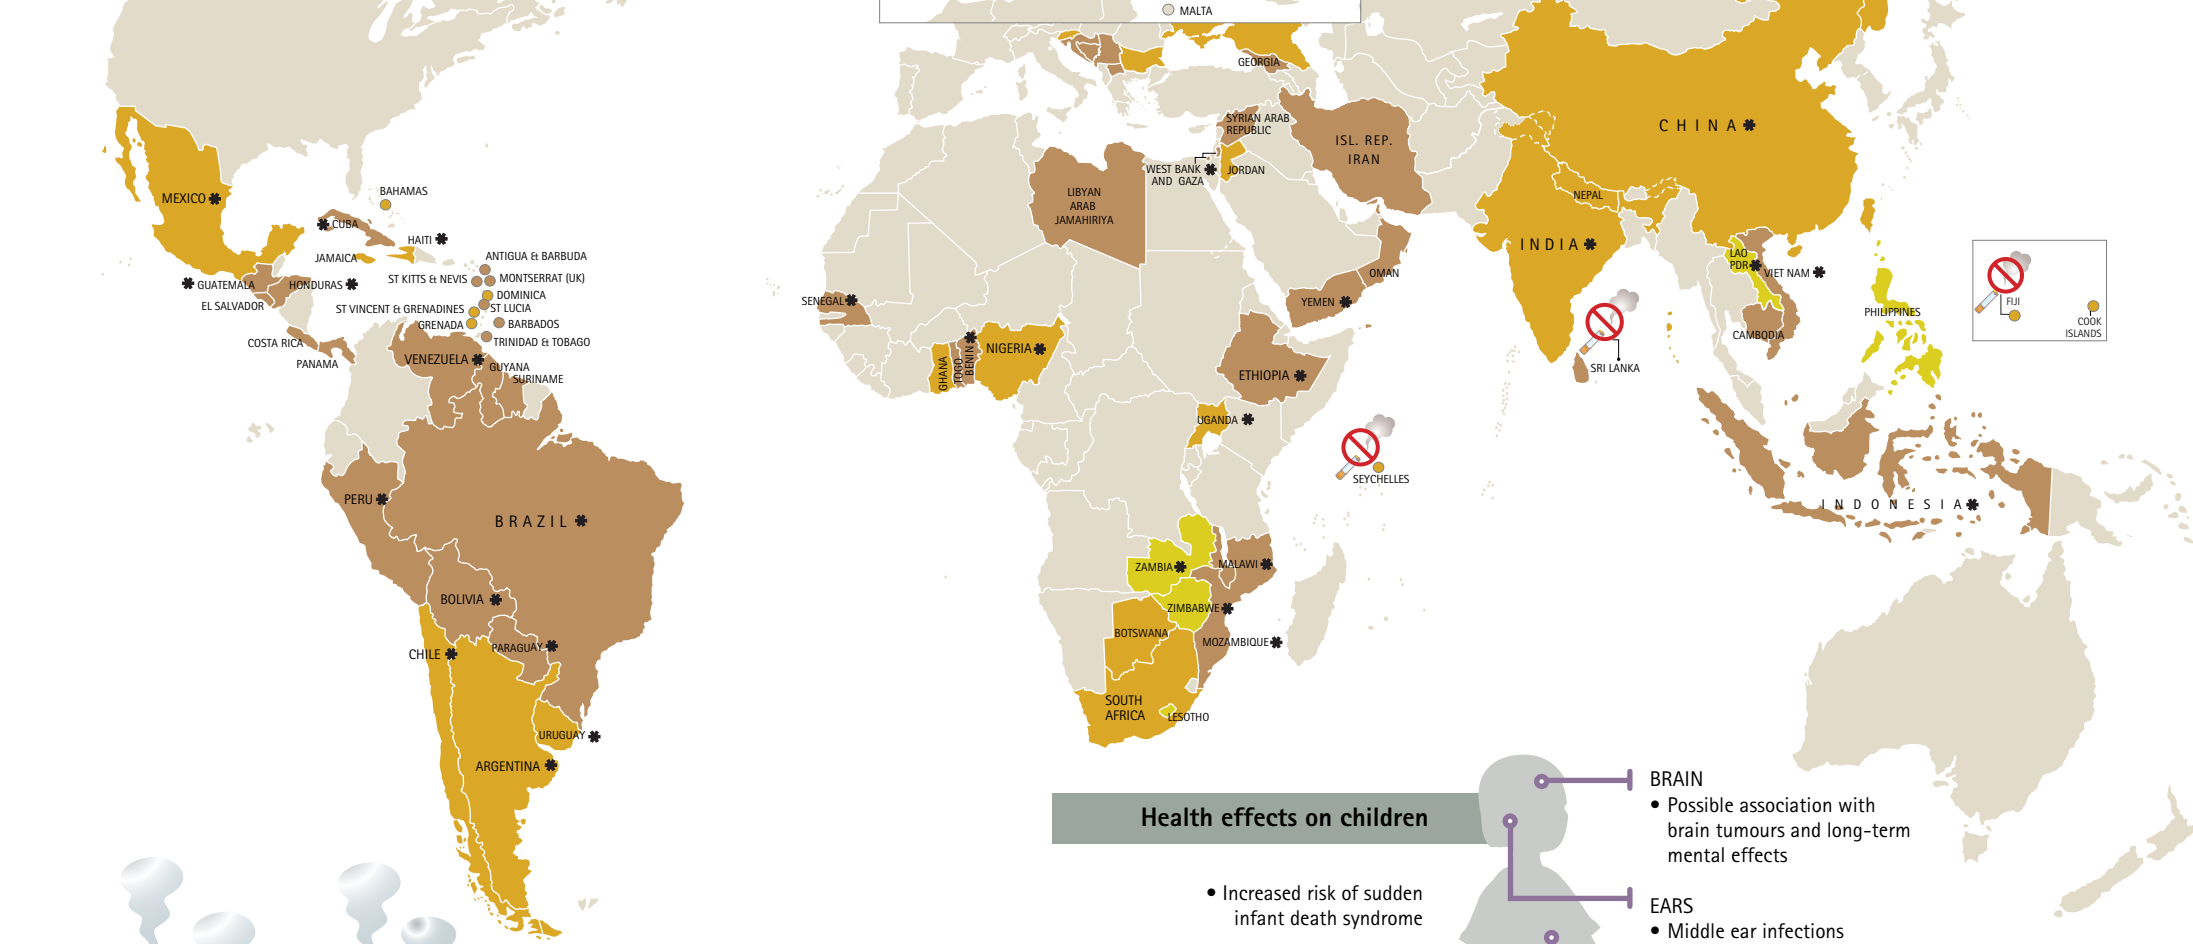 MALTA
GEORGIA
CHINA
SYRIAN ARAB
REPUBLIC
ISL. REP.
IRAN
WEST BANK
AND GAZA
JORDAN
LIBYAN
ARAB
JAMAHIRIYA
NEPAL
INDIA
MEXICO
BAHAMAS
CUBA
HAITI
JAMAICA
ANTIGUA & BARBUDA
ST KITTS & NEVIS
MONTSERRAT (UK)
GUATEMALA
HONDURAS
DOMINICA
EL SALVADOR
ST VINCENT & GRENADINES
ST LUCIA
GRENADA
BARBADOS
COSTA RICA
TRINIDAD & TOBAGO
PANAMA
VENEZUELA
GUYANA
SURINAME
OMAN
YEMEN
SENEGAL
LAO
PDR
VIET NAM
PHILIPPINES
CAMBODIA
FIJI
COOK
ISLANDS
SRI LANKA
GHANA
TOGO
BENIN
NIGERIA
ETHIOPIA
UGANDA
SEYCHELLES
PERU
BRAZIL
INDONESIA
ZAMBIA
MALAWI
BOLIVIA
ZIMBABWE
BOTSWANA
MOZAMBIQUE
CHILE
PARAGUAY
SOUTH
AFRICA
LESOTHO
URUGUAY
ARGENTINA
Health effects on children
BRAIN
• Possible association with
brain tumours and long-term
mental effects
• Increased risk of sudden
infant death syndrome
EARS
• Middle ear infections